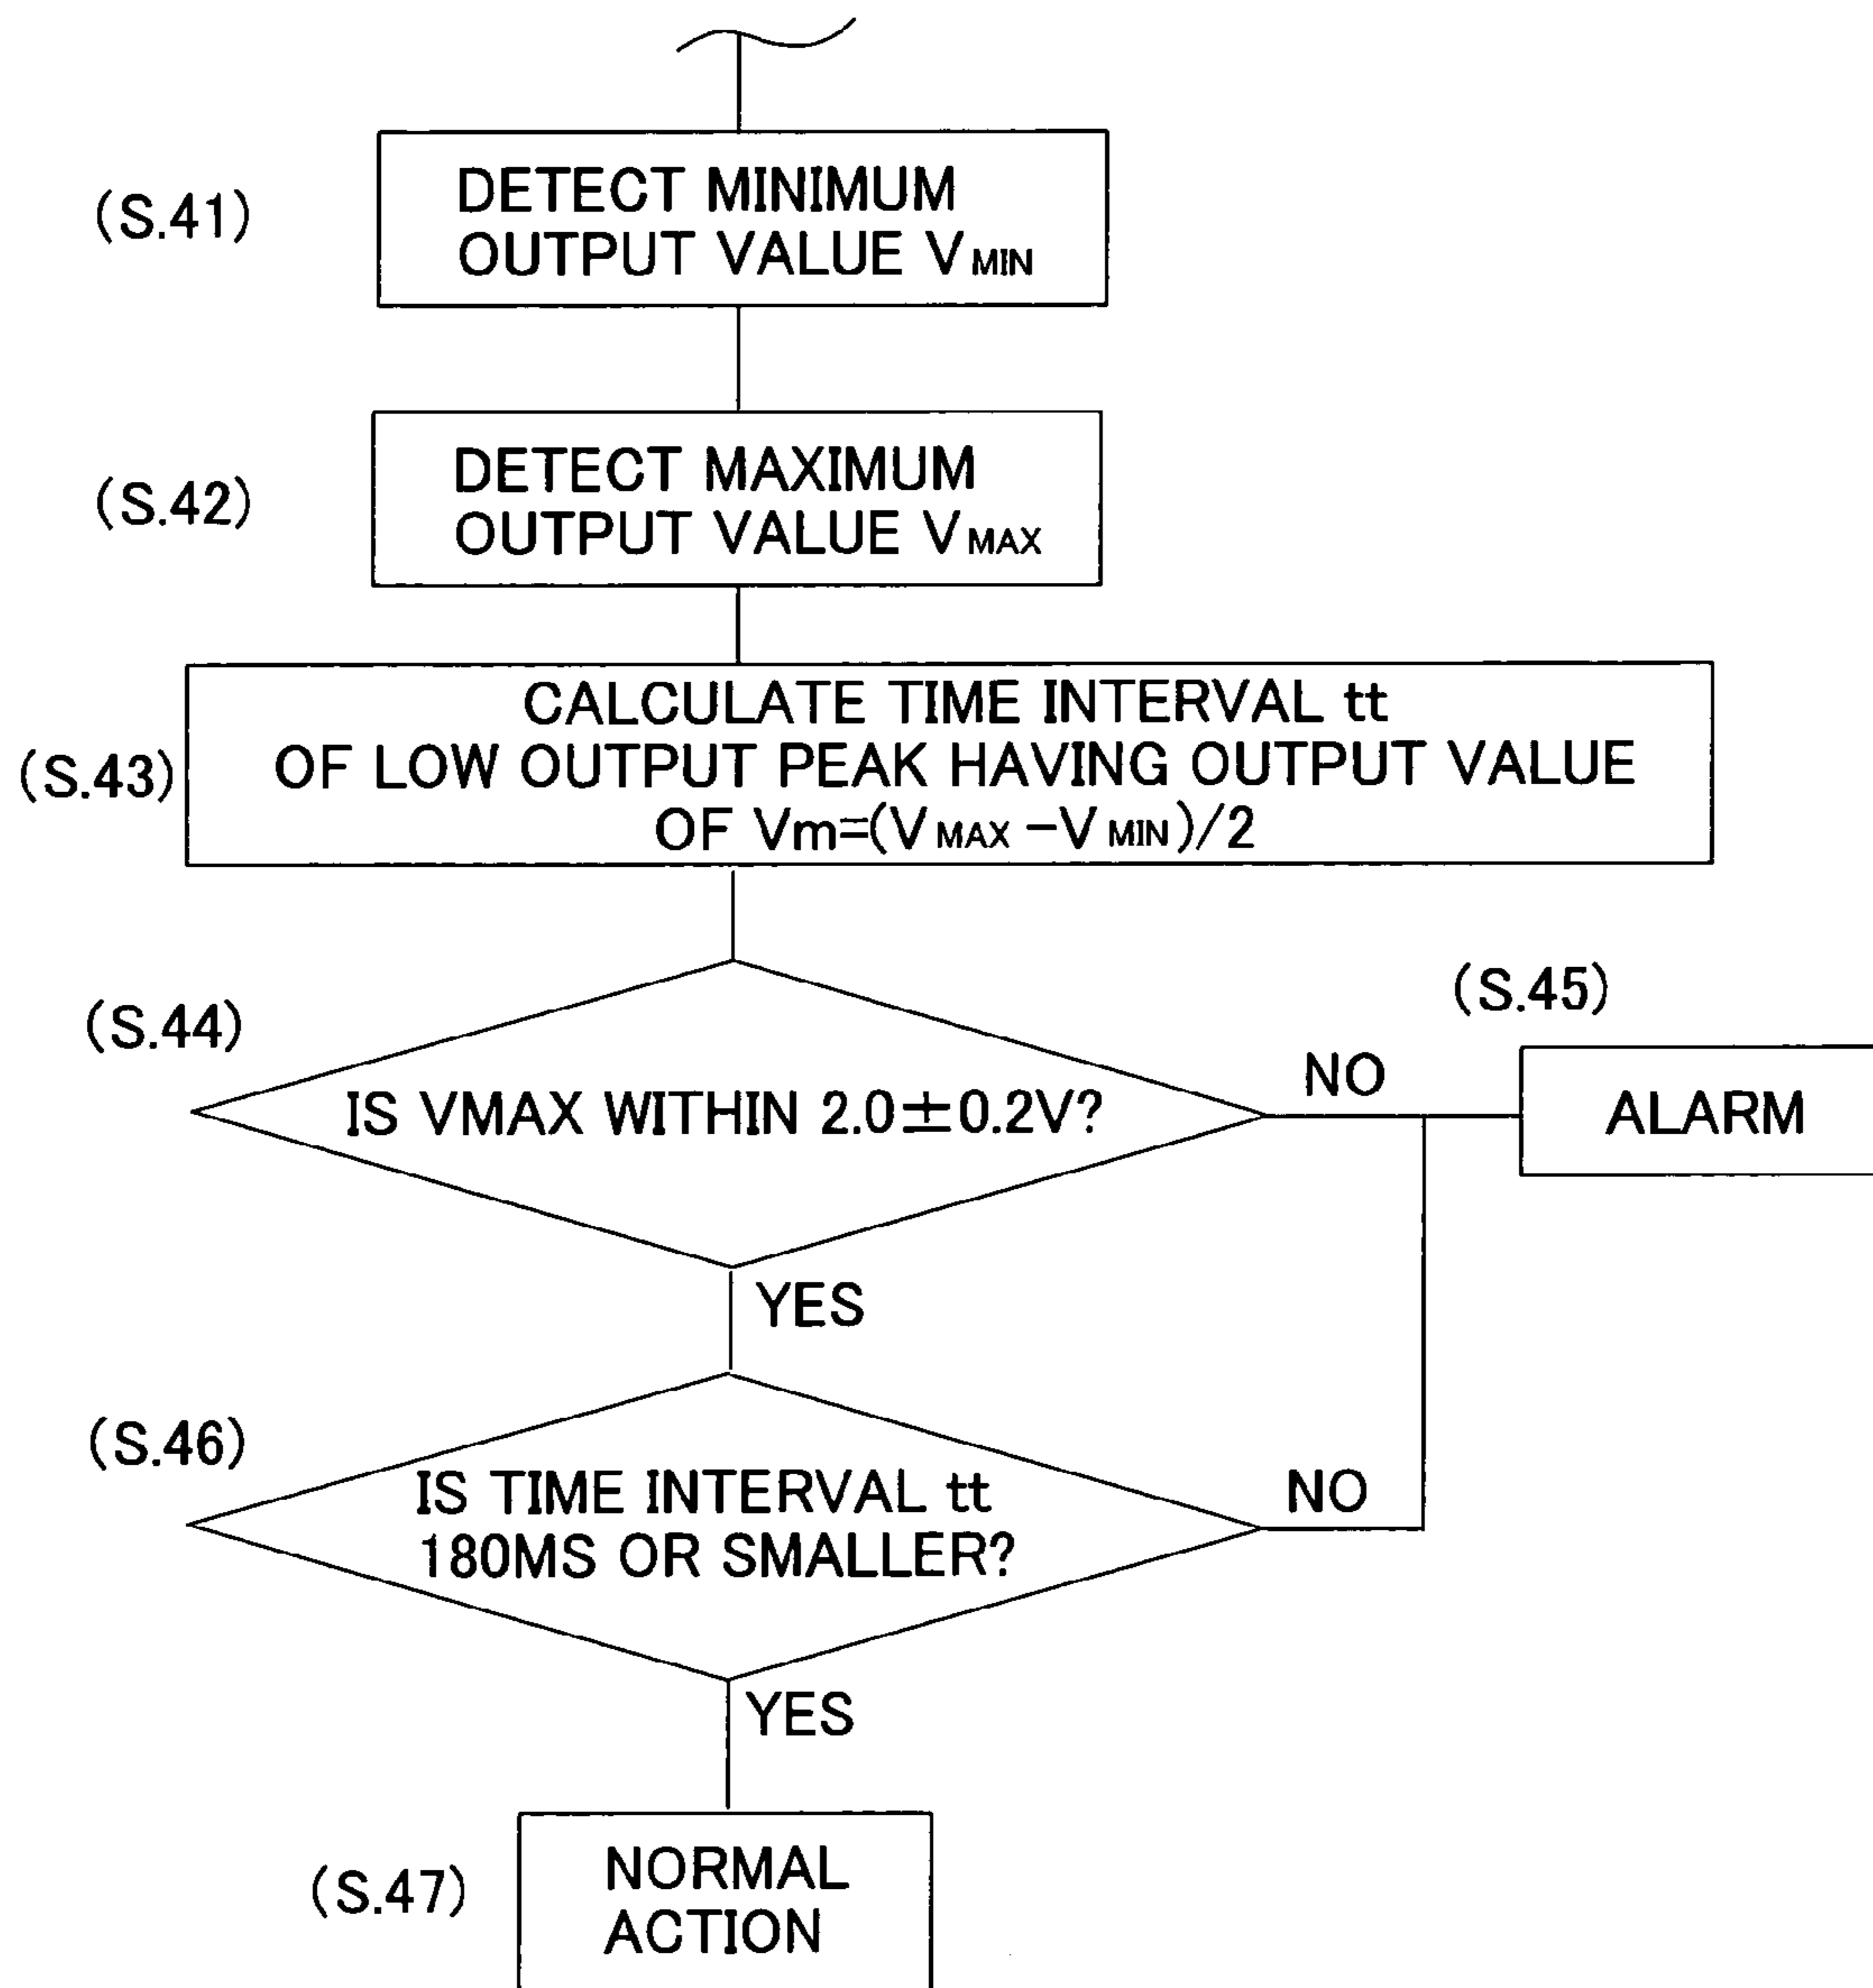 (S.41)
DETECT MINIMUM
OUTPUT VALUE VMIN
(S.42)
DETECT MAXIMUM
OUTPUT VALUE VMAX
(S.43)
CALCULATE TIME INTERVAL tt
OF LOW OUTPUT PEAK HAVING OUTPUT VALUE
OF Vm=(VMAX-VMIN)/2
(S.44)
IS VMAX WITHIN 2.0±0.2V?
NO
(S.45)
ALARM
YES
(S.46)
IS TIME INTERVAL tt
180MS OR SMALLER?
NO
YES
(S.47)
NORMAL
ACTION